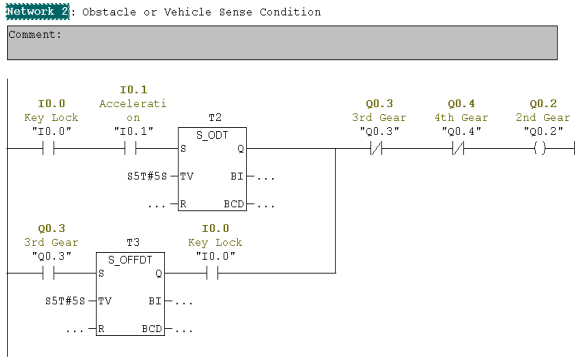 Network 2: Obstacle or Vehicle Sense Condition
Comment:
I0.1
I0.0 Accelerati Q0.3 Q0.4 Q0.2
Key Lock on T2 3rd Gear 4th Gear 2nd Gear
"I0.0" "I0.1" S_ODT "Q0.3" "Q0.4" "Q0.2"
S Q
S5T#5S TV BI ...
... R BCD ...
Q0.3 I0.0
3rd Gear T3 Key Lock
"Q0.3" S_OFFDT "I0.0"
S Q
S5T#5S TV BI ...
... R BCD ...